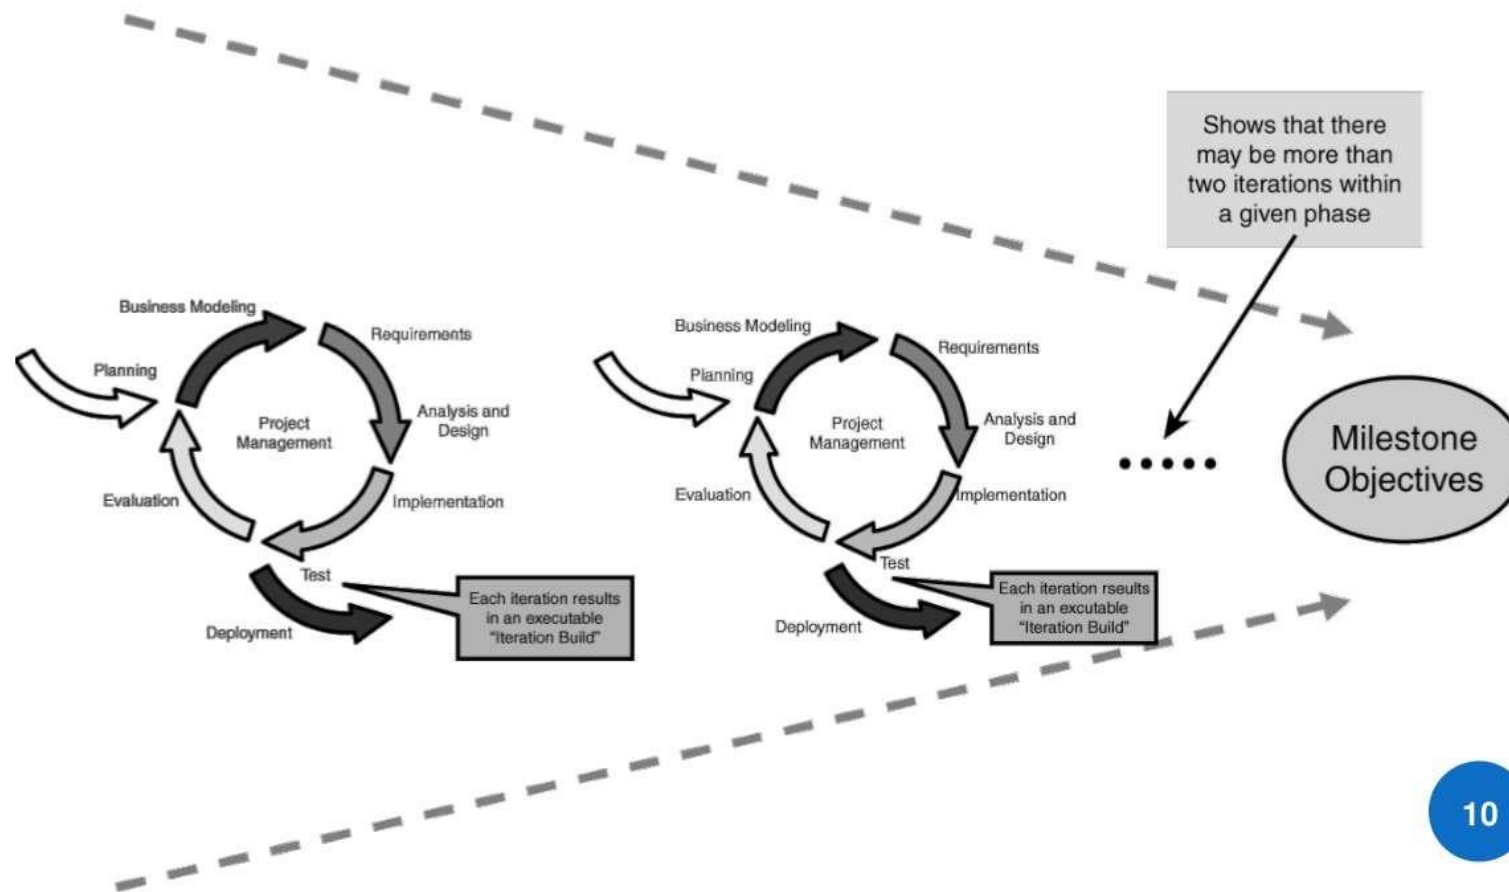 Shows that there
may be more than
two iterations within
a given phase
Business Modeling
Requirements
Planning
Project
Management
Analysis and
Design
Evaluation
Implementation
Test
Each iteration results
in an executable
"Iteration Build"
Deployment
Business Modeling
Requirements
Planning
Project
Management
Analysis and
Design
Evaluation
Implementation
Test
Each iteration rseults
in an excutable
"Iteration Build"
Deployment
Milestone
Objectives
10